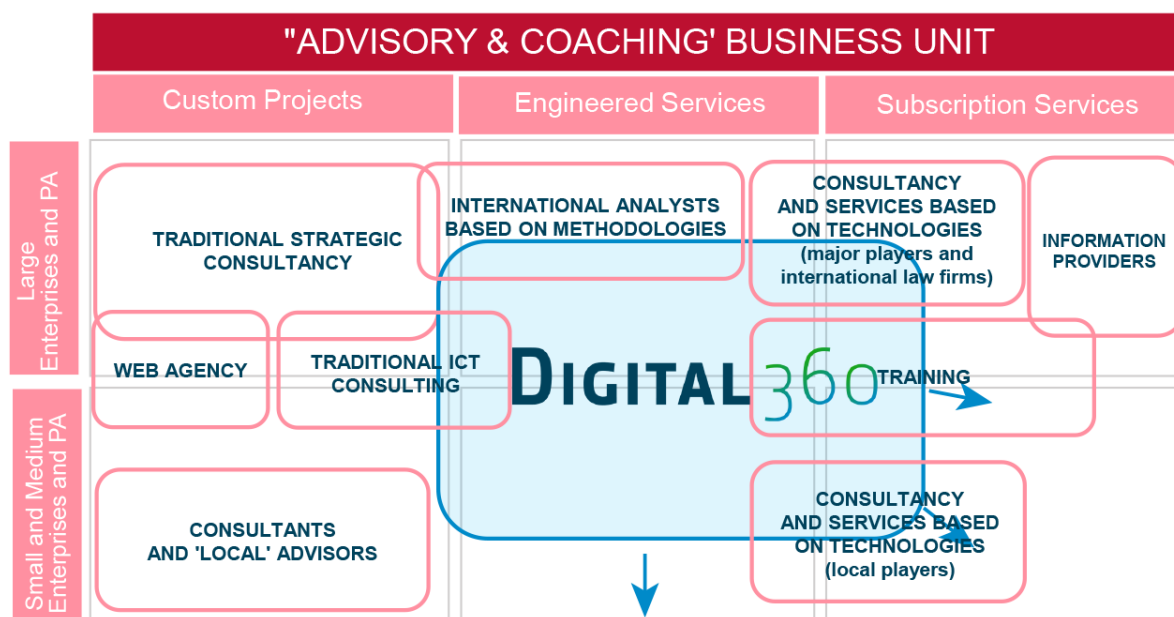 "ADVISORY & COACHING' BUSINESS UNIT
Custom Projects
Engineered Services
Subscription Services
Large
Enterprises and PA
TRADITIONAL STRATEGIC
CONSULTANCY
INTERNATIONAL ANALYSTS
BASED ON METHODOLOGIES
CONSULTANCY
AND SERVICES BASED
ON TECHNOLOGIES
(major players and
international law firms)
INFORMATION
PROVIDERS
WEB AGENCY
TRADITIONAL ICT
CONSULTING
DIGITAL 360
TRAINING
Small and Medium
Enterprises and PA
CONSULTANTS
AND 'LOCAL' ADVISORS
CONSULTANCY
AND SERVICES BASED
ON TECHNOLOGIES
(local players)